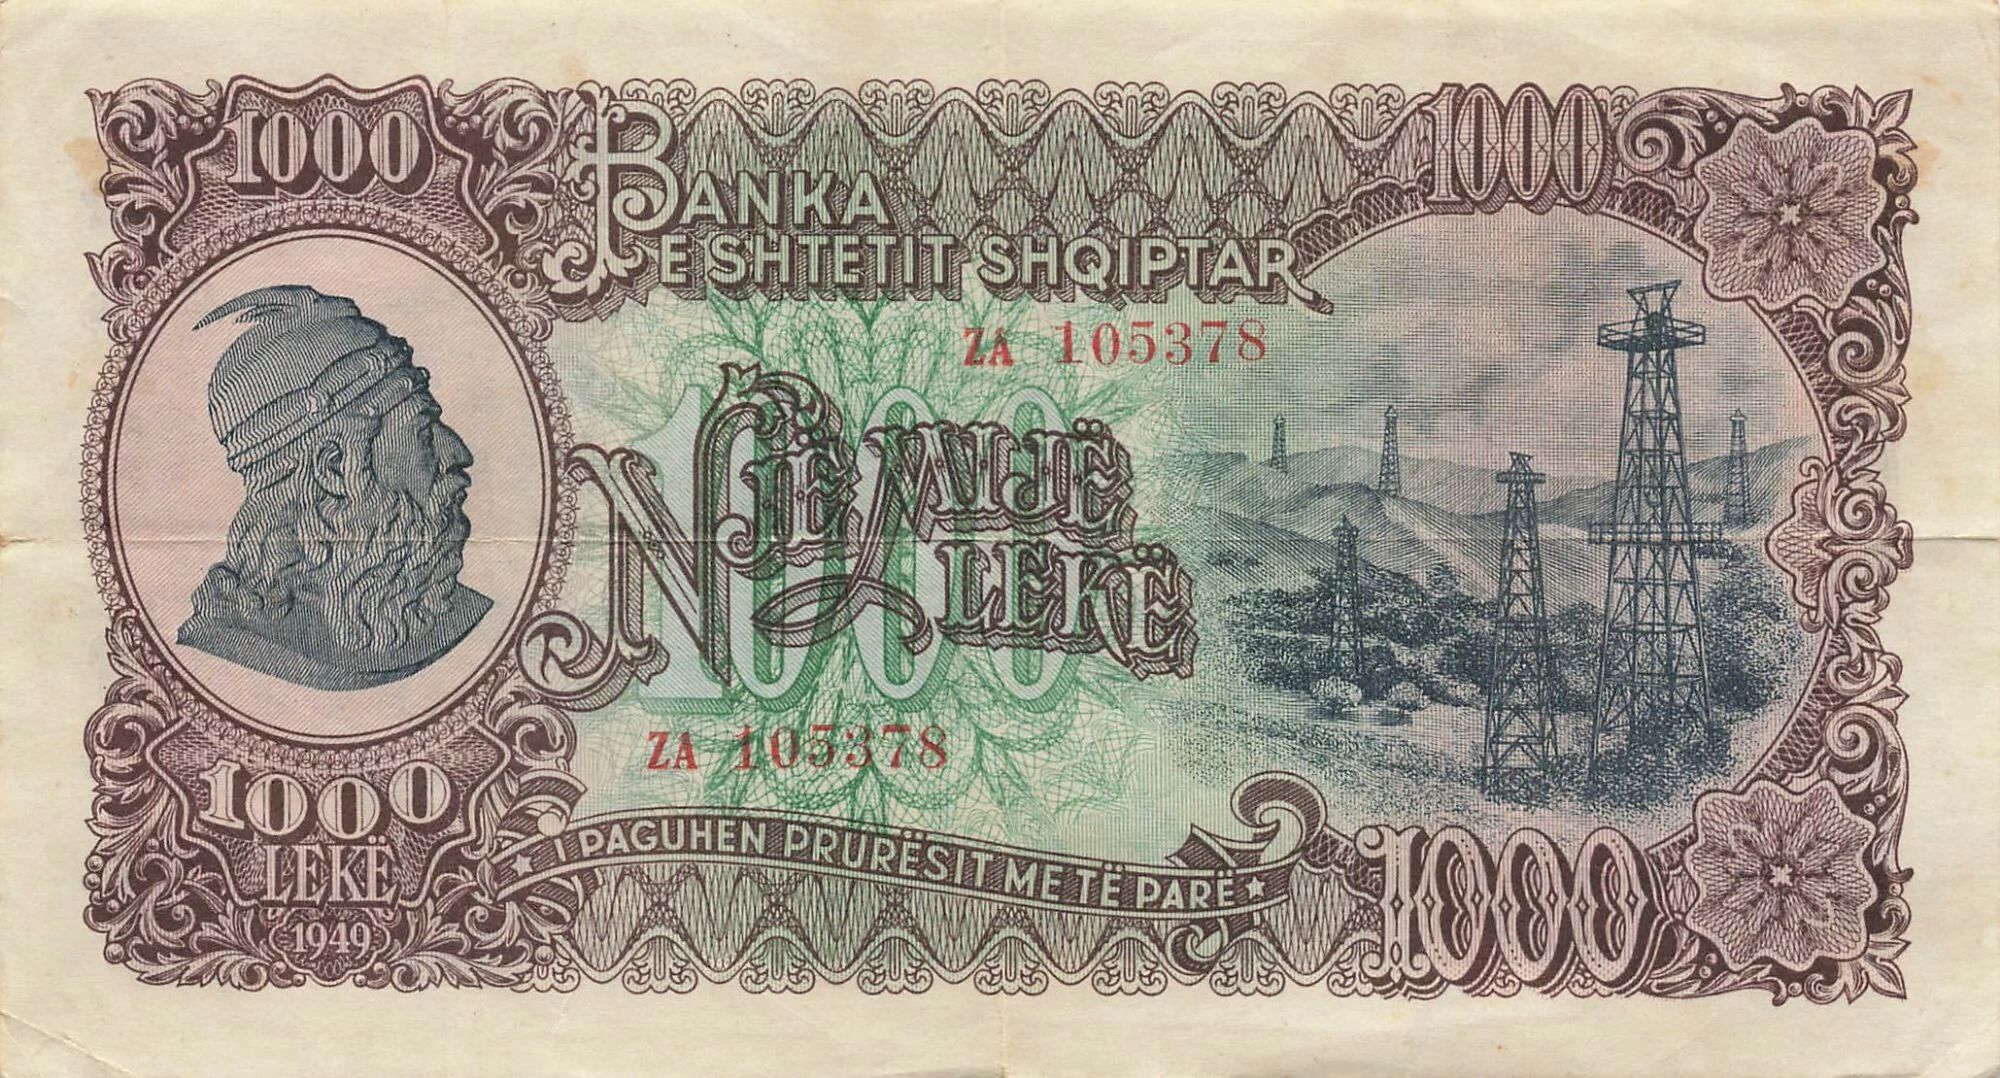 1000
1000
BANKA
E SHTETIT SHQIPTAR
ZA 105378
1000
NJË MIJË
LEKË
ZA 105378
1000
LEKË
1949
I PAGUHEN PRURËSIT ME TË PARË
1000